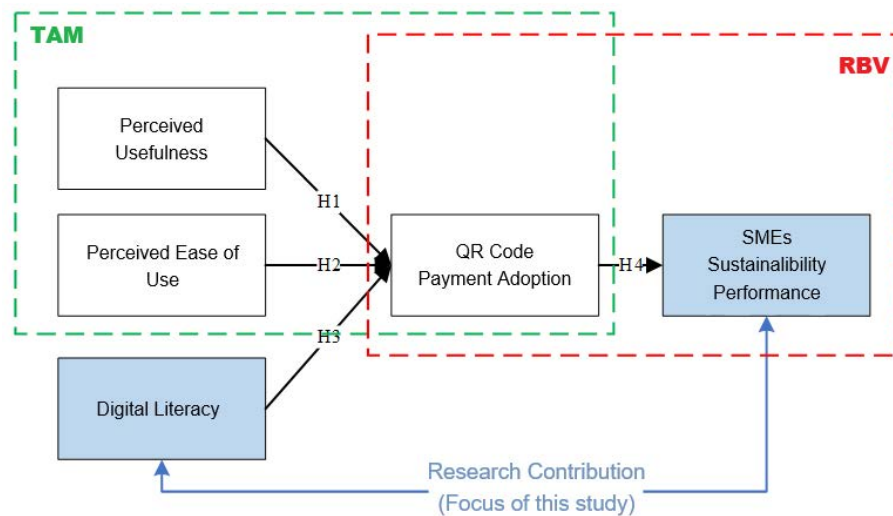 TAM
RBV
Perceived
Usefulness
H1
Perceived Ease of
Use
H2
QR Code
Payment Adoption
H4
SMEs
Sustainalibility
Performance
H3
Digital Literacy
Research Contribution
(Focus of this study)